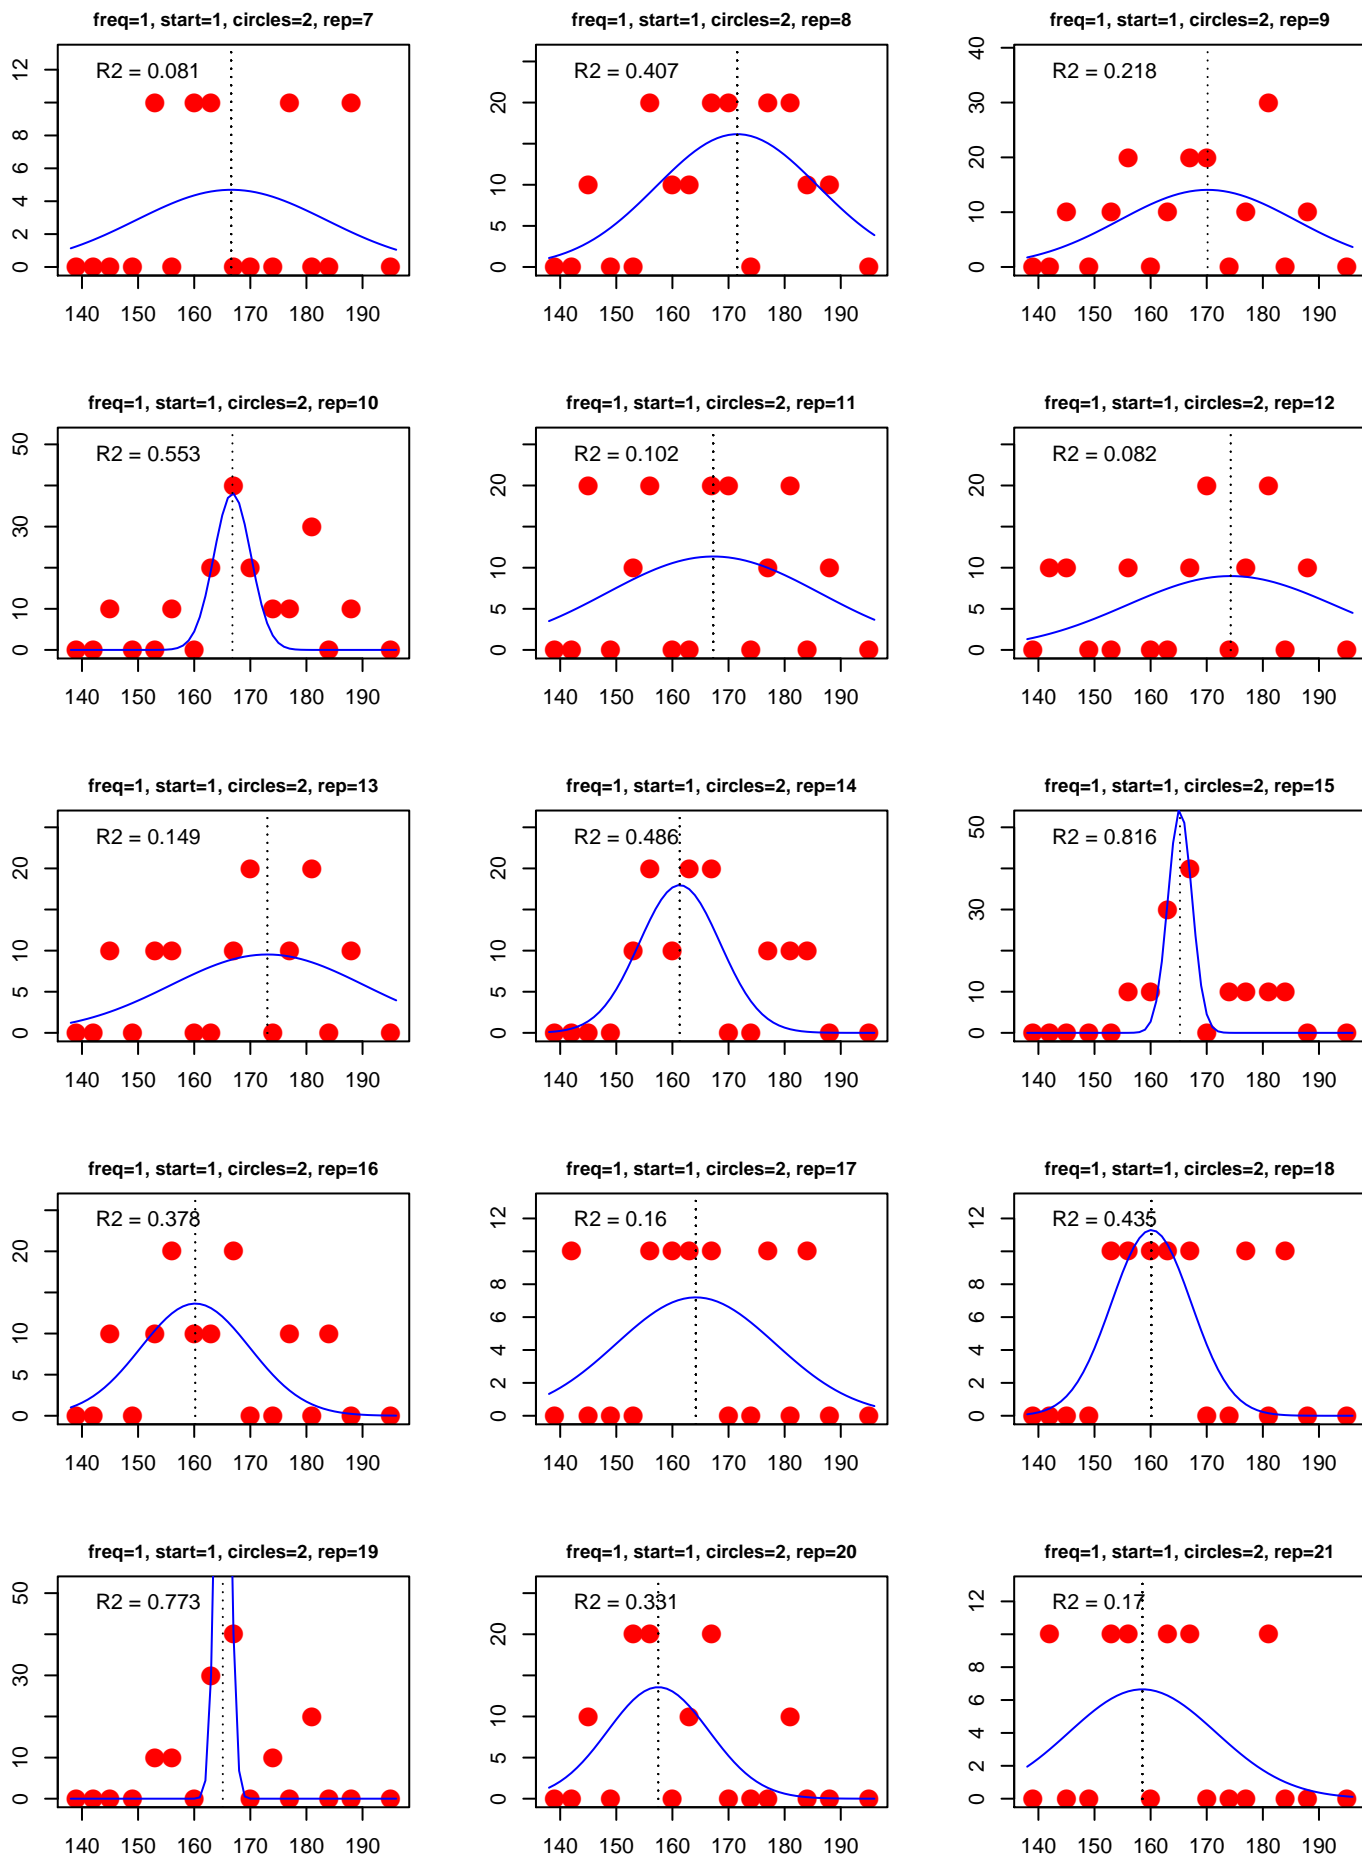 freq=1, start=1, circles=2, rep=7
R2 = 0.081
0 2 4 6 8 12
140 150 160 170 180 190
freq=1, start=1, circles=2, rep=8
R2 = 0.407
0 5 10 20
140 150 160 170 180 190
freq=1, start=1, circles=2, rep=9
R2 = 0.218
0 10 20 30 40
140 150 160 170 180 190
freq=1, start=1, circles=2, rep=10
R2 = 0.553
0 10 30 50
140 150 160 170 180 190
freq=1, start=1, circles=2, rep=11
R2 = 0.102
0 5 10 20
140 150 160 170 180 190
freq=1, start=1, circles=2, rep=12
R2 = 0.082
0 5 10 20
140 150 160 170 180 190
freq=1, start=1, circles=2, rep=13
R2 = 0.149
0 5 10 20
140 150 160 170 180 190
freq=1, start=1, circles=2, rep=14
R2 = 0.486
0 5 10 20
140 150 160 170 180 190
freq=1, start=1, circles=2, rep=15
R2 = 0.816
0 10 30 50
140 150 160 170 180 190
freq=1, start=1, circles=2, rep=16
R2 = 0.378
0 5 10 20
140 150 160 170 180 190
freq=1, start=1, circles=2, rep=17
R2 = 0.16
0 2 4 6 8 12
140 150 160 170 180 190
freq=1, start=1, circles=2, rep=18
R2 = 0.435
0 2 4 6 8 12
140 150 160 170 180 190
freq=1, start=1, circles=2, rep=19
R2 = 0.773
0 10 30 50
140 150 160 170 180 190
freq=1, start=1, circles=2, rep=20
R2 = 0.331
0 5 10 20
140 150 160 170 180 190
freq=1, start=1, circles=2, rep=21
R2 = 0.17
0 2 4 6 8 12
140 150 160 170 180 190